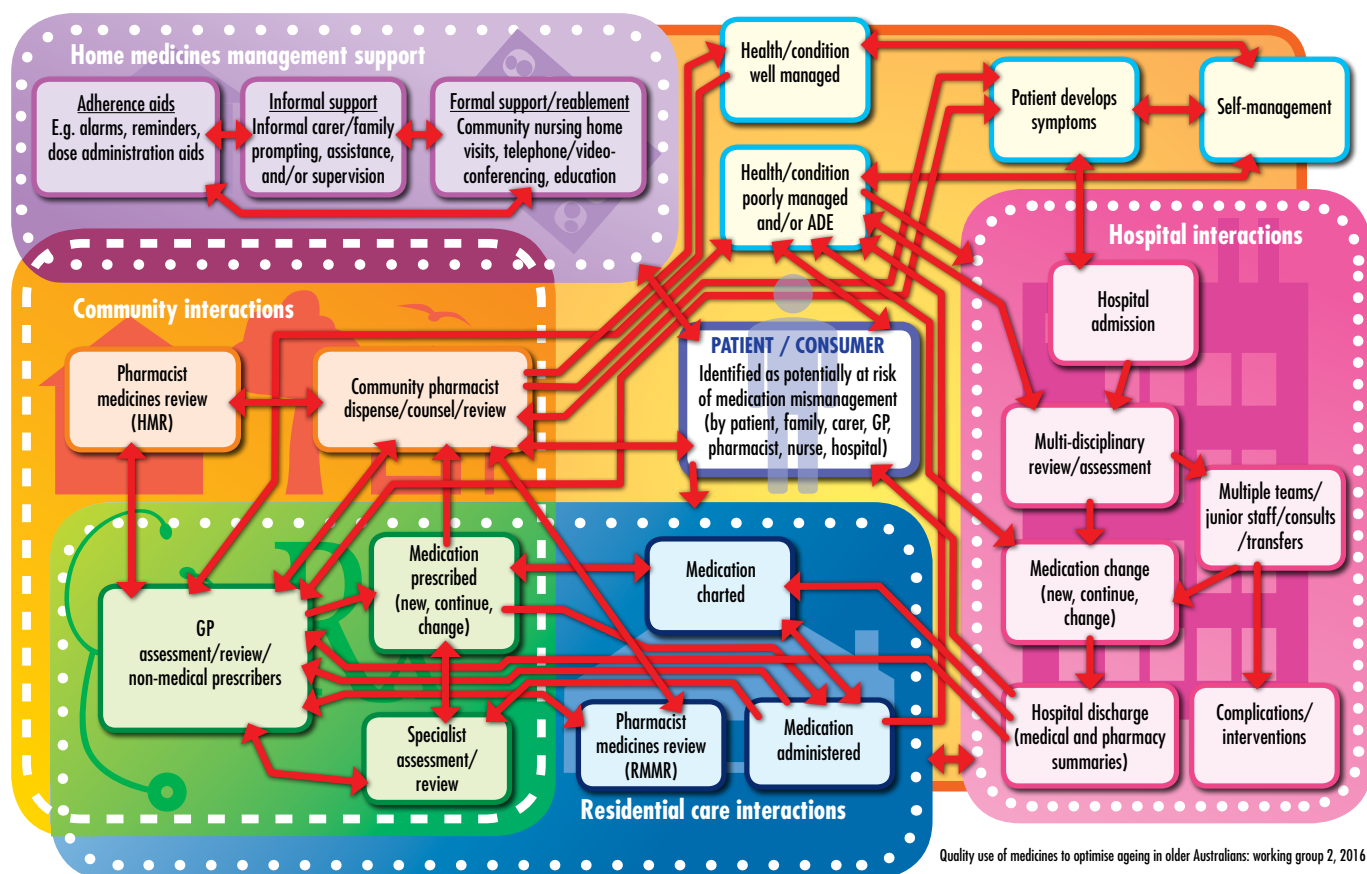 Home medicines management support
Adherence aids
E.g. alarms, reminders,
dose administration aids
Informal support
Informal carer/family
prompting, assistance,
and/or supervision
Formal support/reablement
Community nursing home
visits, telephone/video-
conferencing, education
Health/condition
well managed
Patient develops
symptoms
Self-management
Health/condition
poorly managed
and/or ADE
Hospital interactions
Hospital
admission
Community interactions
Pharmacist
medicines review
(HMR)
Community pharmacist
dispense/counsel/review
PATIENT / CONSUMER
Identified as potentially at risk
of medication mismanagement
(by patient, family, carer, GP,
pharmacist, nurse, hospital)
Multi-disciplinary
review/assessment
Multiple teams/
junior staff/consults
/transfers
Medication change
(new, continue,
change)
Hospital discharge
(medical and pharmacy
summaries)
Complications/
interventions
GP
assessment/review/
non-medical prescribers
Medication
prescribed
(new, continue,
change)
Specialist
assessment/
review
Medication
charted
Pharmacist
medicines review
(RMMR)
Medication
administered
Residential care interactions
Quality use of medicines to optimise ageing in older Australians: working group 2, 2016